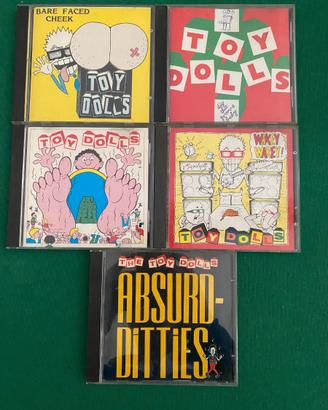 BARE FACED
CHEEK
TOY
DOLLS
TOY
DOLLS
TOY DOLLS
WAKEY
WAKEY!
TOY DOLLS
THE TOY DOLLS
ABSURD-
DITTIES